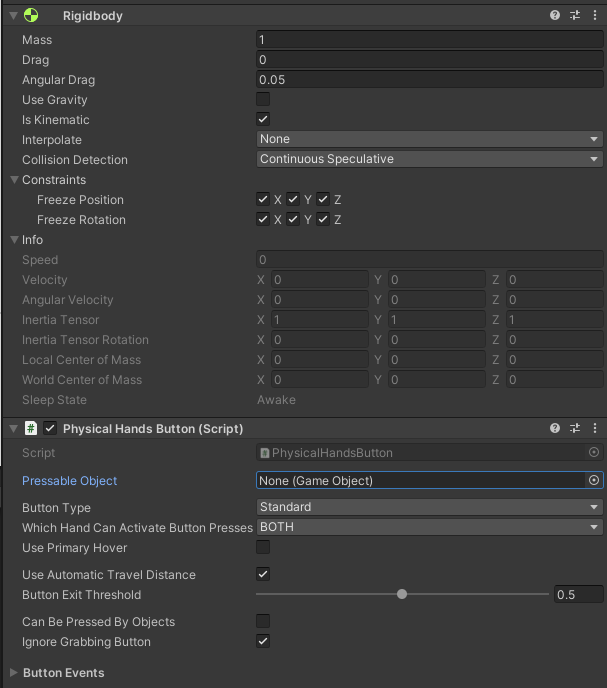 Rigidbody
Mass 1
Drag 0
Angular Drag 0.05
Use Gravity
Is Kinematic
Interpolate None
Collision Detection Continuous Speculative
Constraints
Freeze Position X Y Z
Freeze Rotation X Y Z
Info
Speed 0
Velocity X 0 Y 0 Z 0
Angular Velocity X 0 Y 0 Z 0
Inertia Tensor X 1 Y 1 Z 1
Inertia Tensor Rotation X 0 Y 0 Z 0
Local Center of Mass X 0 Y 0 Z 0
World Center of Mass X 0 Y 0 Z 0
Sleep State Awake
# Physical Hands Button (Script)
Script # PhysicalHandsButton
Pressable Object None (Game Object)
Button Type Standard
Which Hand Can Activate Button Presses BOTH
Use Primary Hover
Use Automatic Travel Distance
Button Exit Threshold 0.5
Can Be Pressed By Objects
Ignore Grabbing Button
Button Events